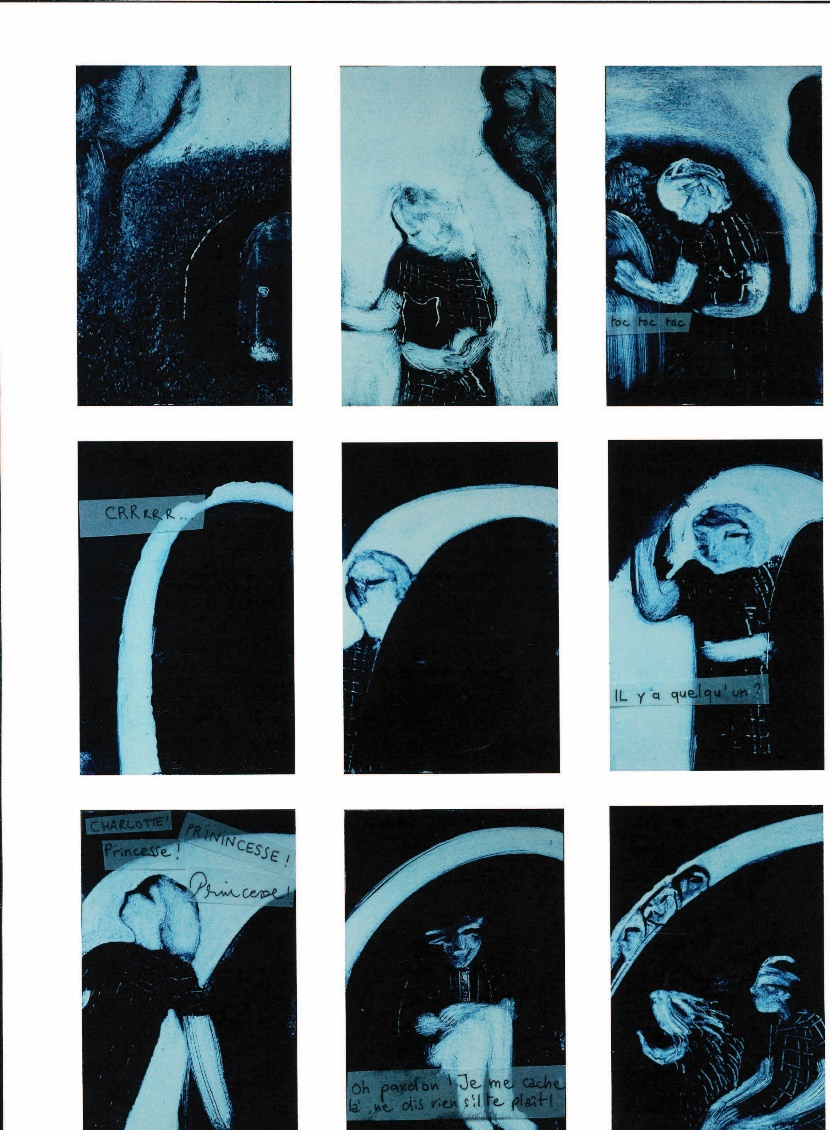 toc toc toc
CRRRRR...
IL y a quelqu'un ?
CHARLOTTE!
PRININCESSE !
Princesse !
Princesse!
Oh pardon ! Je me cache
là, ne dis rien s'il te plaît!